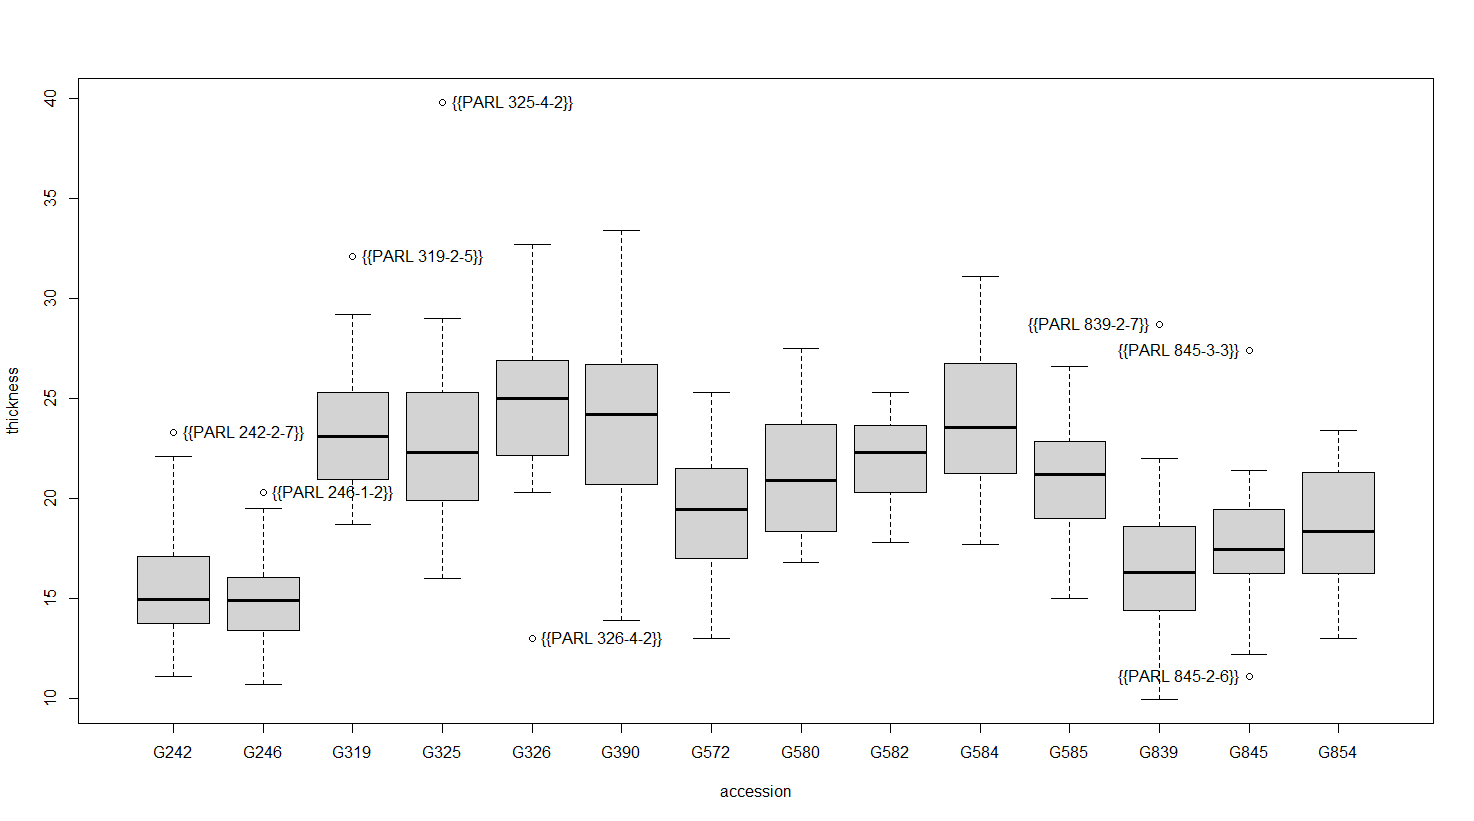 40
{{PARL 325-4-2}}
35
30
{{PARL 319-2-5}}
{{PARL 839-2-7}}
{{PARL 845-3-3}}
25
thickness
{{PARL 242-2-7}}
20
{{PARL 246-1-2}}
15
{{PARL 326-4-2}}
{{PARL 845-2-6}}
10
G242 G246 G319 G325 G326 G390 G572 G580 G582 G584 G585 G839 G845 G854
accession